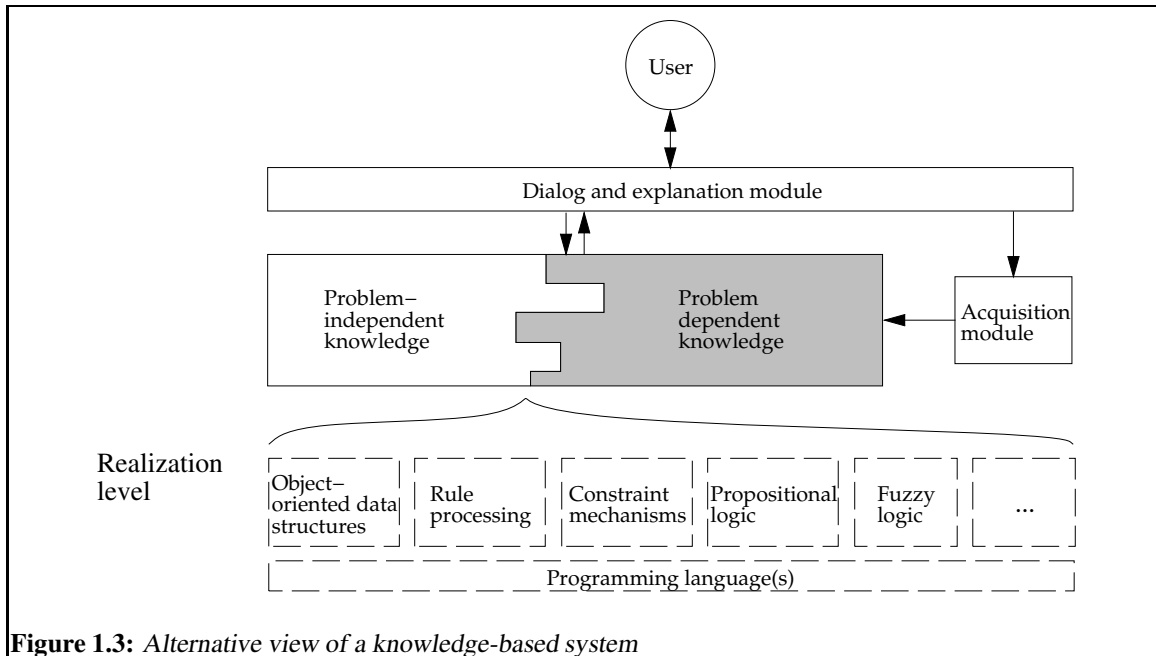 User
Dialog and explanation module
Problem–
independent
knowledge
Problem
dependent
knowledge
Acquisition
module
Realization
level
Object–
oriented data
structures
Rule
processing
Constraint
mechanisms
Propositional
logic
Fuzzy
logic
...
Programming language(s)
Figure 1.3: Alternative view of a knowledge-based system